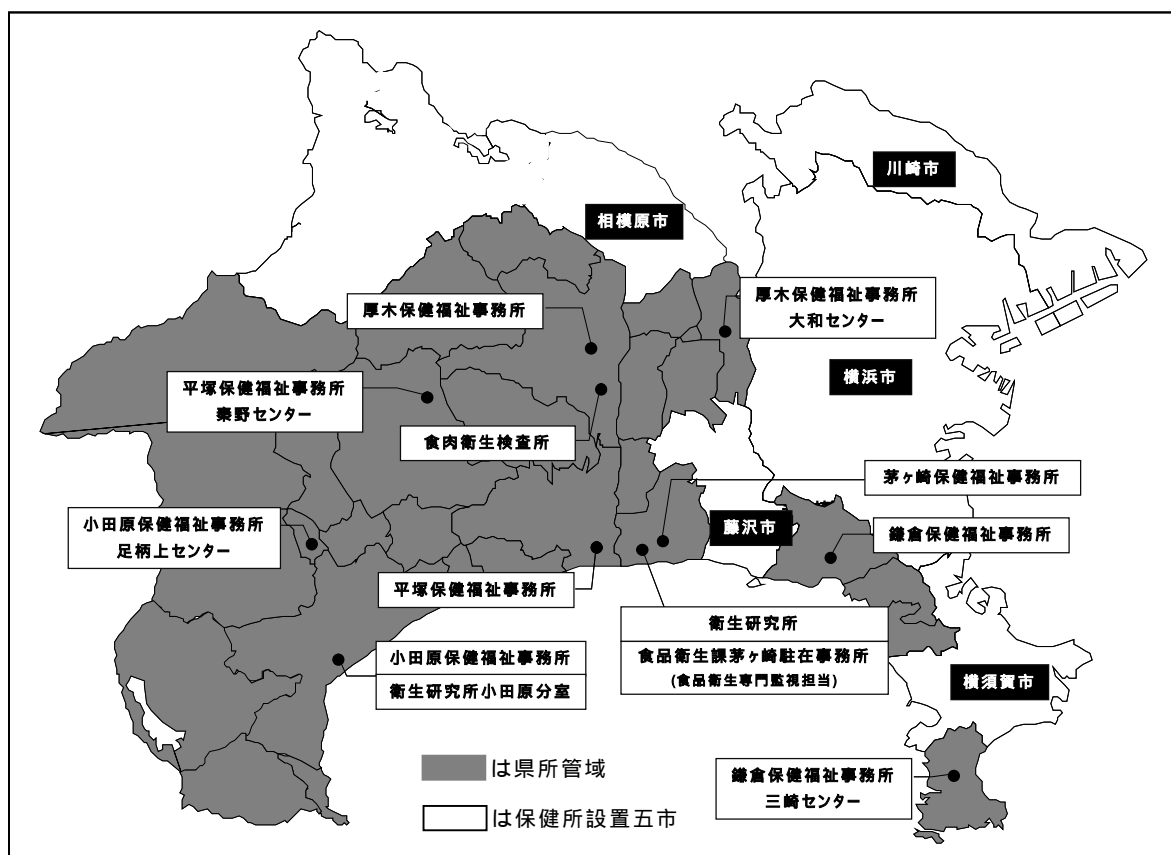 川崎市
相模原市
厚木保健福祉事務所
厚木保健福祉事務所
大和センター
横浜市
平塚保健福祉事務所
秦野センター
食肉衛生検査所
茅ヶ崎保健福祉事務所
小田原保健福祉事務所
足柄上センター
藤沢市
鎌倉保健福祉事務所
平塚保健福祉事務所
衛生研究所
食品衛生課茅ヶ崎駐在事務所
(食品衛生専門監視担当)
小田原保健福祉事務所
衛生研究所小田原分室
横須賀市
は県所管域
は保健所設置五市
鎌倉保健福祉事務所
三崎センター